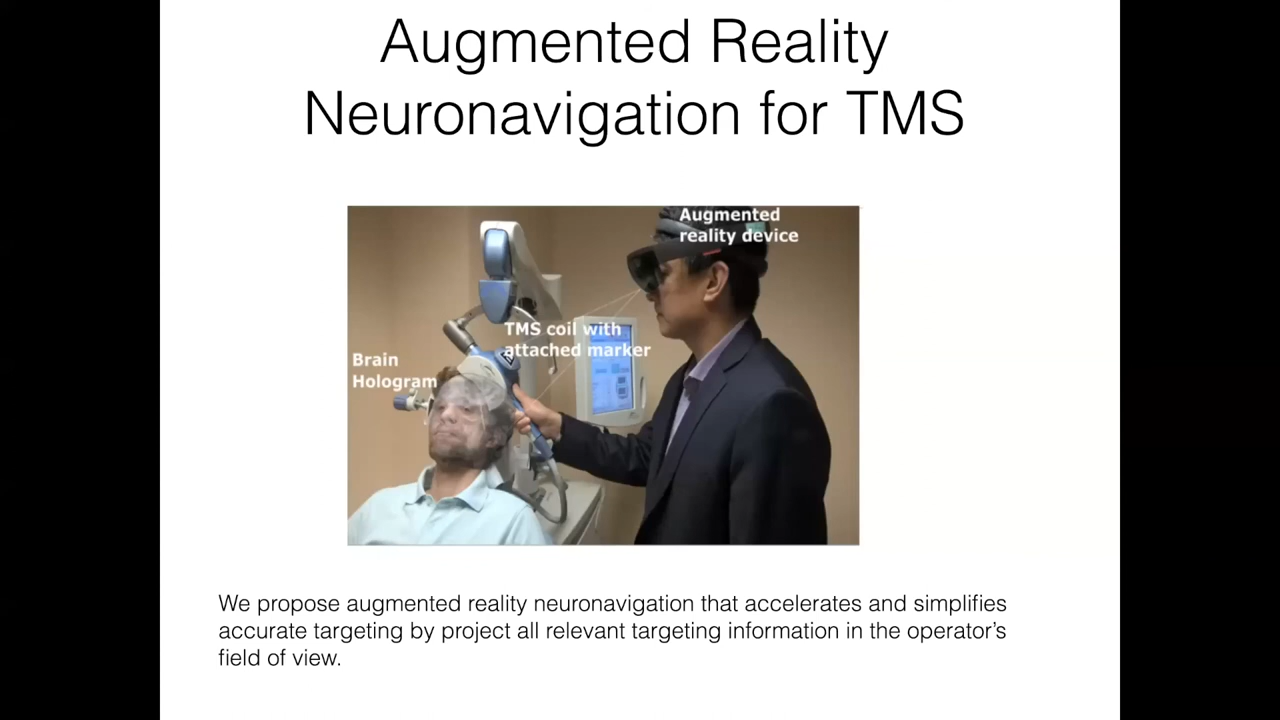 Augmented Reality
Neuronavigation for TMS
Augmented
reality device
TMS coil with
attached marker
Brain
Hologram
We propose augmented reality neuronavigation that accelerates and simplifies
accurate targeting by project all relevant targeting information in the operator’s
field of view.